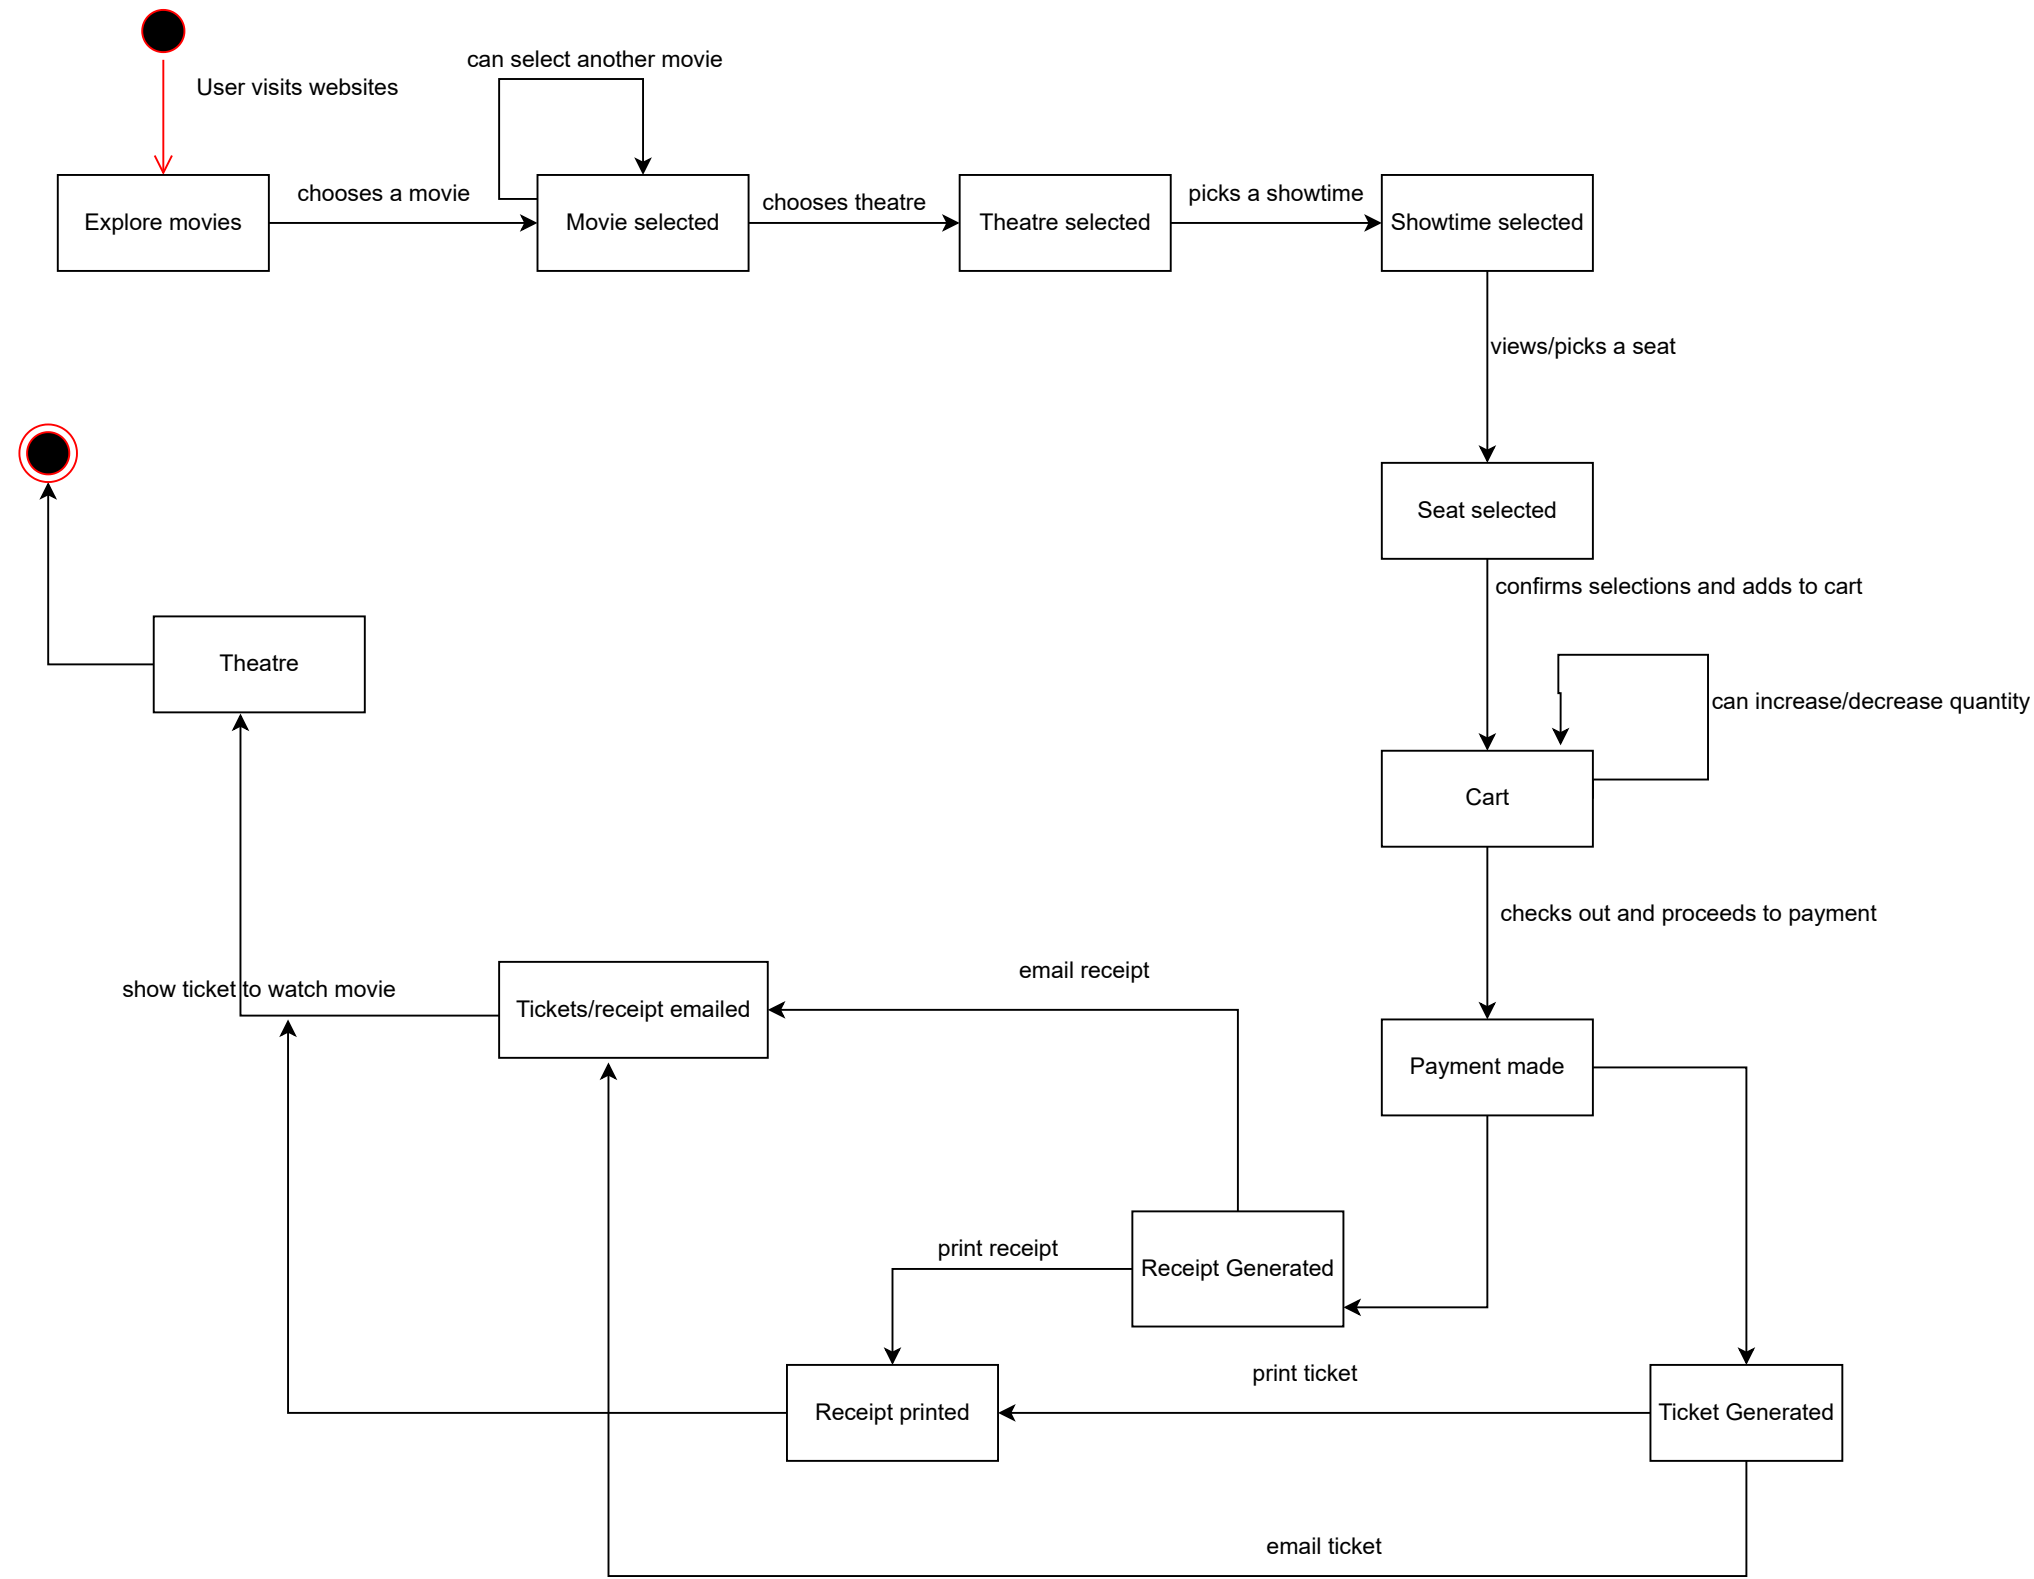 User visits websites
can select another movie
Explore movies
chooses a movie
Movie selected
chooses theatre
Theatre selected
picks a showtime
Showtime selected
views/picks a seat
Seat selected
confirms selections and adds to cart
can increase/decrease quantity
Cart
checks out and proceeds to payment
Payment made
Receipt Generated
Ticket Generated
email receipt
print receipt
print ticket
Receipt printed
email ticket
Tickets/receipt emailed
show ticket to watch movie
Theatre